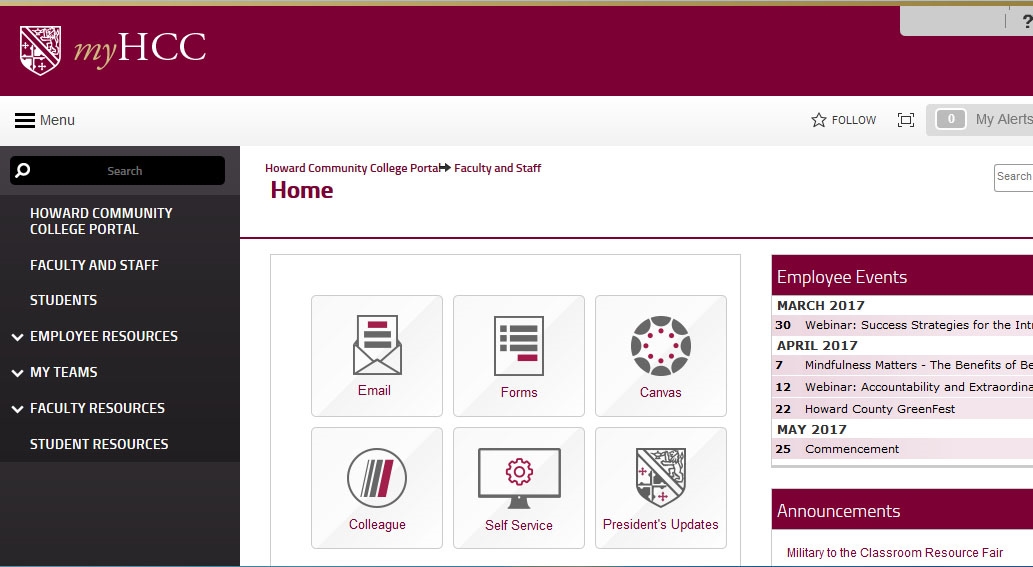 ?
myHCC
Menu
FOLLOW
0 My Alerts
Search
HOWARD COMMUNITY
COLLEGE PORTAL
FACULTY AND STAFF
STUDENTS
EMPLOYEE RESOURCES
MY TEAMS
FACULTY RESOURCES
STUDENT RESOURCES
Howard Community College Portal Faculty and Staff
Home
Search
Email
Forms
Canvas
Colleague
Self Service
President's Updates
Employee Events
MARCH 2017
30 Webinar: Success Strategies for the
APRIL 2017
7 Mindfulness Matters - The Benefits of
12 Webinar: Accountability and
22 Howard County GreenFest
MAY 2017
25 Commencement
Announcements
Military to the Classroom Resource Fair